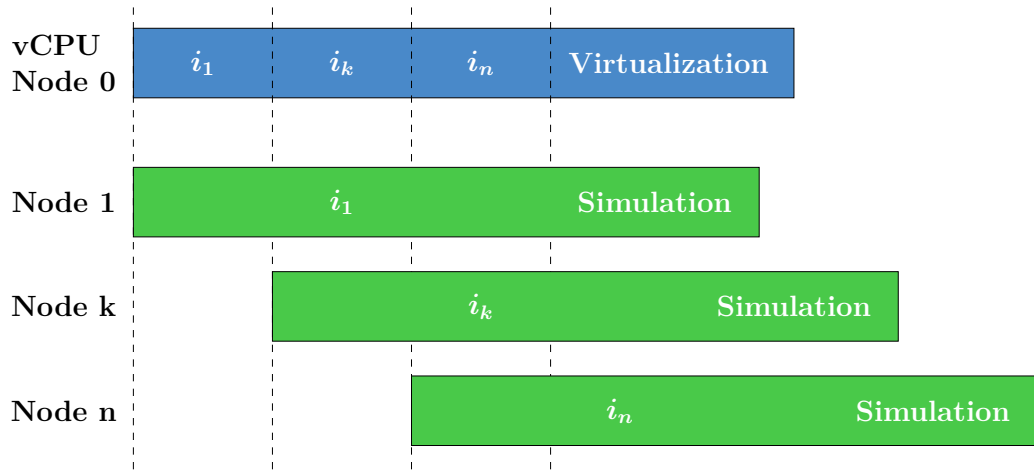 vCPU
Node 0
i₁ iₖ iₙ Virtualization
Node 1 i₁ Simulation
Node k iₖ Simulation
Node n iₙ Simulation